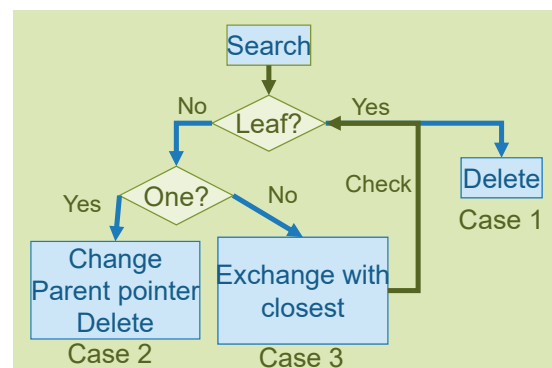 Search
No
Leaf?
Yes
Delete
Case 1
Yes
One?
No
Check
Change
Parent pointer
Delete
Case 2
Exchange with
closest
Case 3